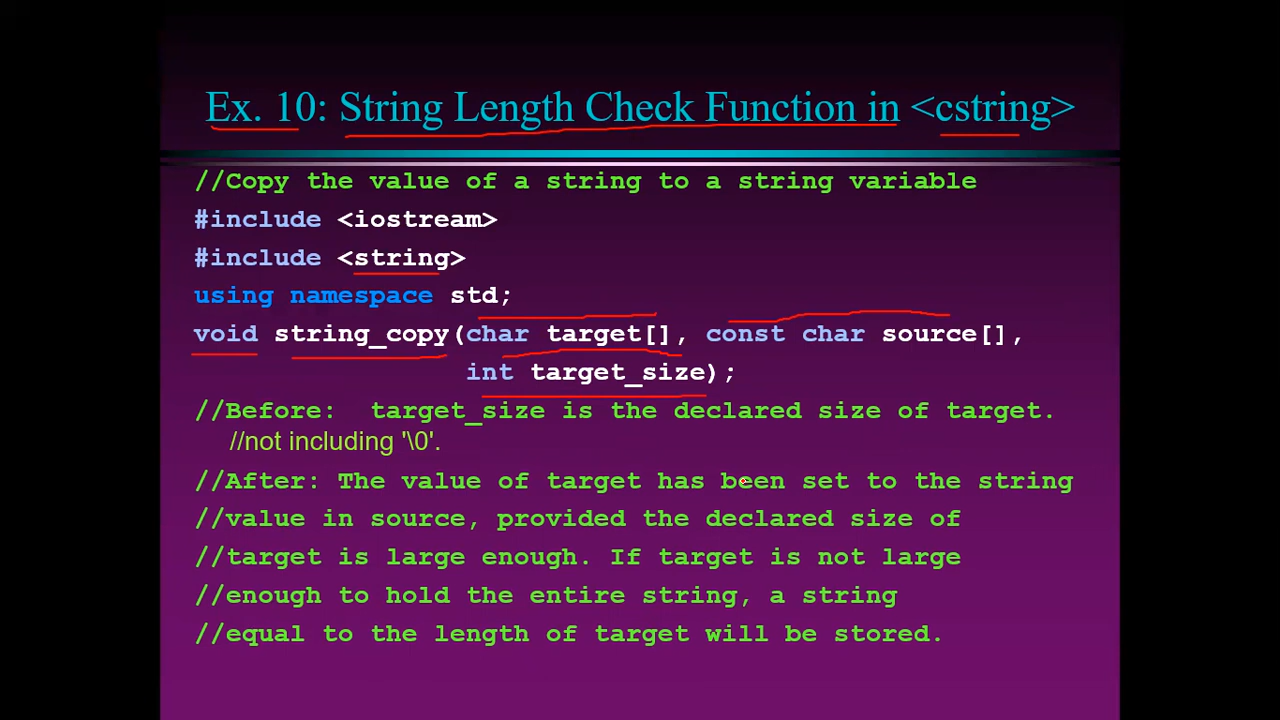 Ex. 10: String Length Check Function in <cstring>
//Copy the value of a string to a string variable
#include <iostream>
#include <string>
using namespace std;
void string_copy(char target[], const char source[],
int target_size);
//Before:  target_size is the declared size of target.
//not including '\0'.
//After: The value of target has been set to the string
//value in source, provided the declared size of
//target is large enough. If target is not large
//enough to hold the entire string, a string
//equal to the length of target will be stored.